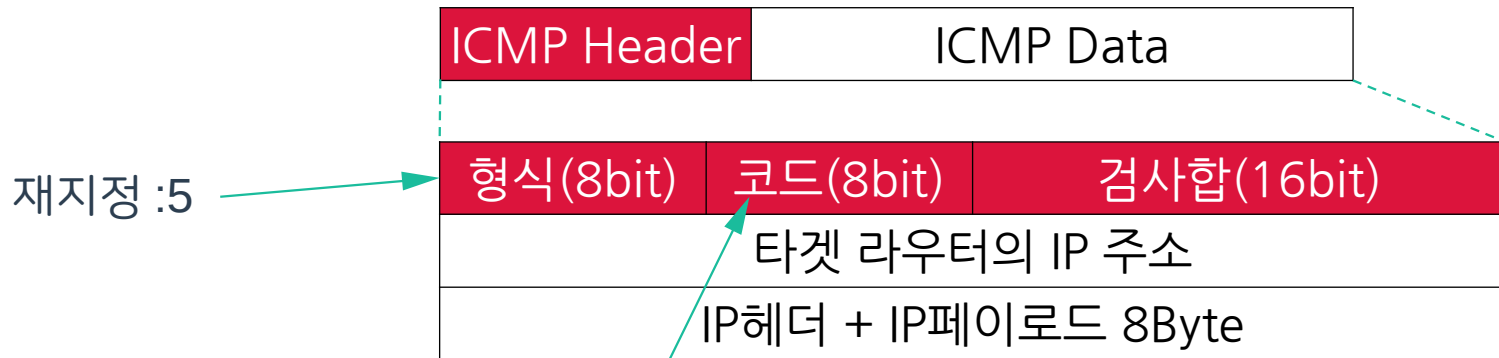 ICMP Header ICMP Data
재지정 :5
형식(8bit) 코드(8bit) 검사합(16bit)
타겟 라우터의 IP 주소
IP헤더 + IP페이로드 8Byte